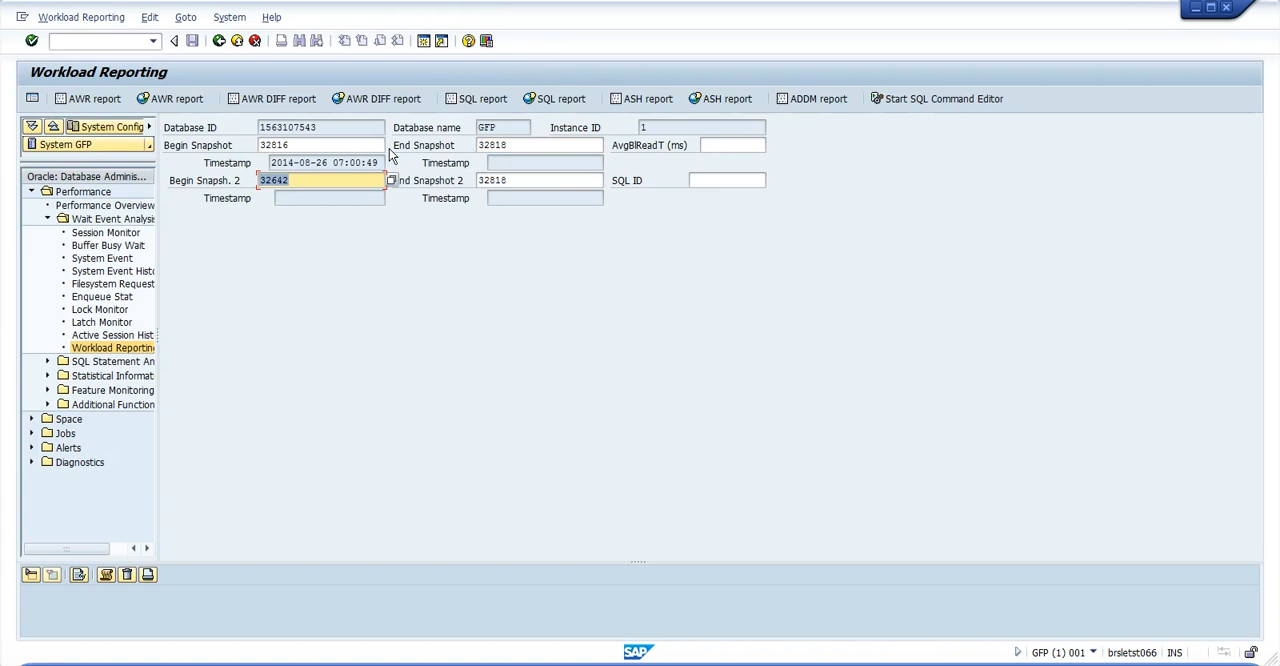 Workload Reporting Edit Goto System Help
Workload Reporting
AWR report AWR report AWR DIFF report AWR DIFF report SQL report SQL report ASH report ASH report ADDM report Start SQL Command Editor
System Config
System GFP
Database ID 1563107543 Database name GFP Instance ID 1
Begin Snapshot 32816 End Snapshot 32818 AvgBlReadT (ms)
Timestamp 2014-08-26 07:00:49 Timestamp
Begin Snapsh. 2 32642 nd Snapshot 2 32818 SQL ID
Timestamp Timestamp
Oracle: Database Adminis...
Performance
Performance Overview
Wait Event Analysis
Session Monitor
Buffer Busy Wait
System Event
System Event Histo
Filesystem Request
Enqueue Stat
Lock Monitor
Latch Monitor
Active Session Hist
Workload Reporting
SQL Statement An
Statistical Informat
Feature Monitoring
Additional Function
Space
Jobs
Alerts
Diagnostics
SAP
GFP (1) 001 brsletst066 INS